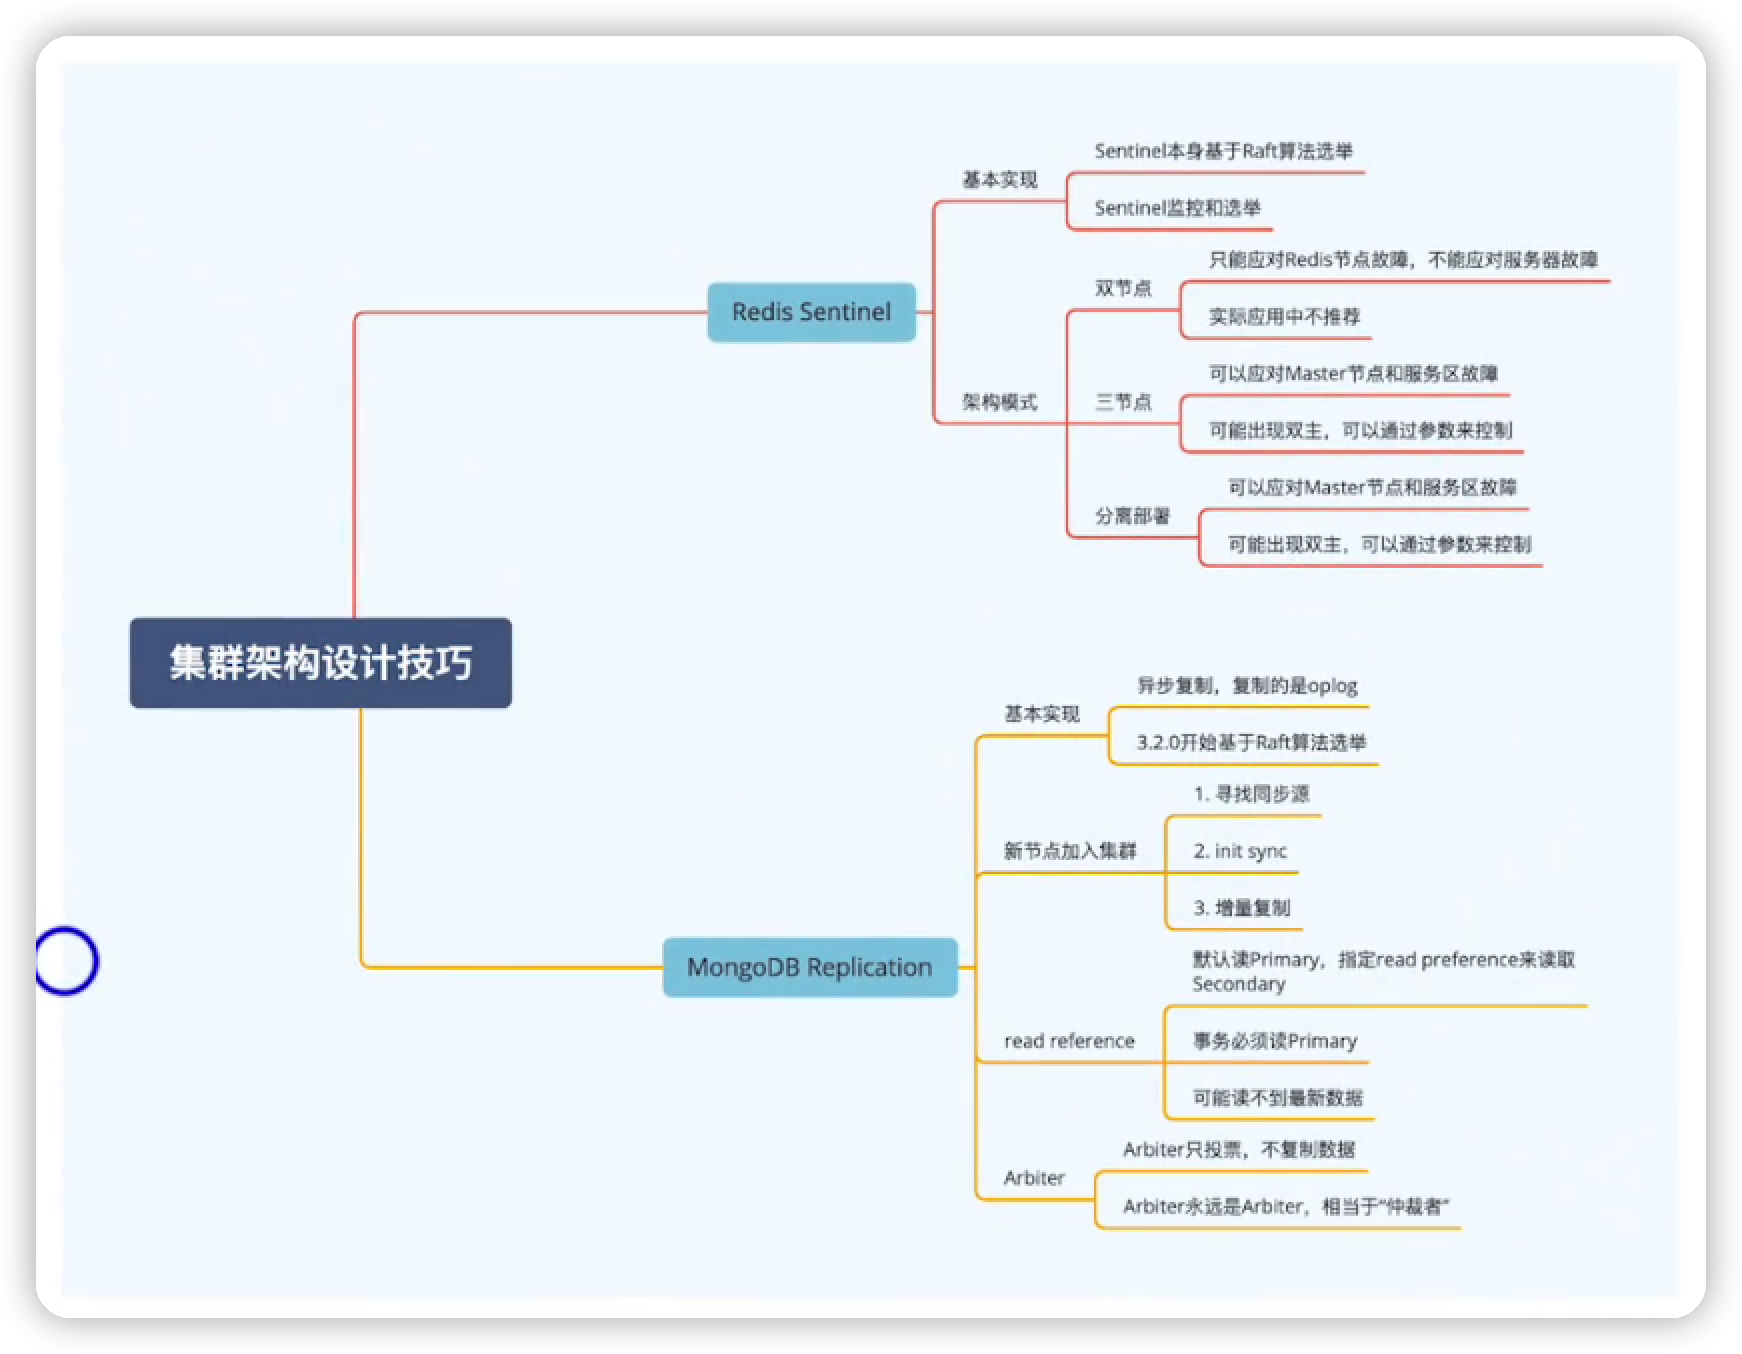 集群架构设计技巧
Redis Sentinel
基本实现
Sentinel本身基于Raft算法选举
Sentinel监控和选举
架构模式
双节点
只能应对Redis节点故障，不能应对服务器故障
实际应用中不推荐
三节点
可以应对Master节点和服务区故障
可能出现双主，可以通过参数来控制
分离部署
可以应对Master节点和服务区故障
可能出现双主，可以通过参数来控制
MongoDB Replication
基本实现
异步复制，复制的是oplog
3.2.0开始基于Raft算法选举
新节点加入集群
1. 寻找同步源
2. init sync
3. 增量复制
read reference
默认读Primary，指定read preference来读取
Secondary
事务必须读Primary
可能读不到最新数据
Arbiter
Arbiter只投票，不复制数据
Arbiter永远是Arbiter，相当于“仲裁者”